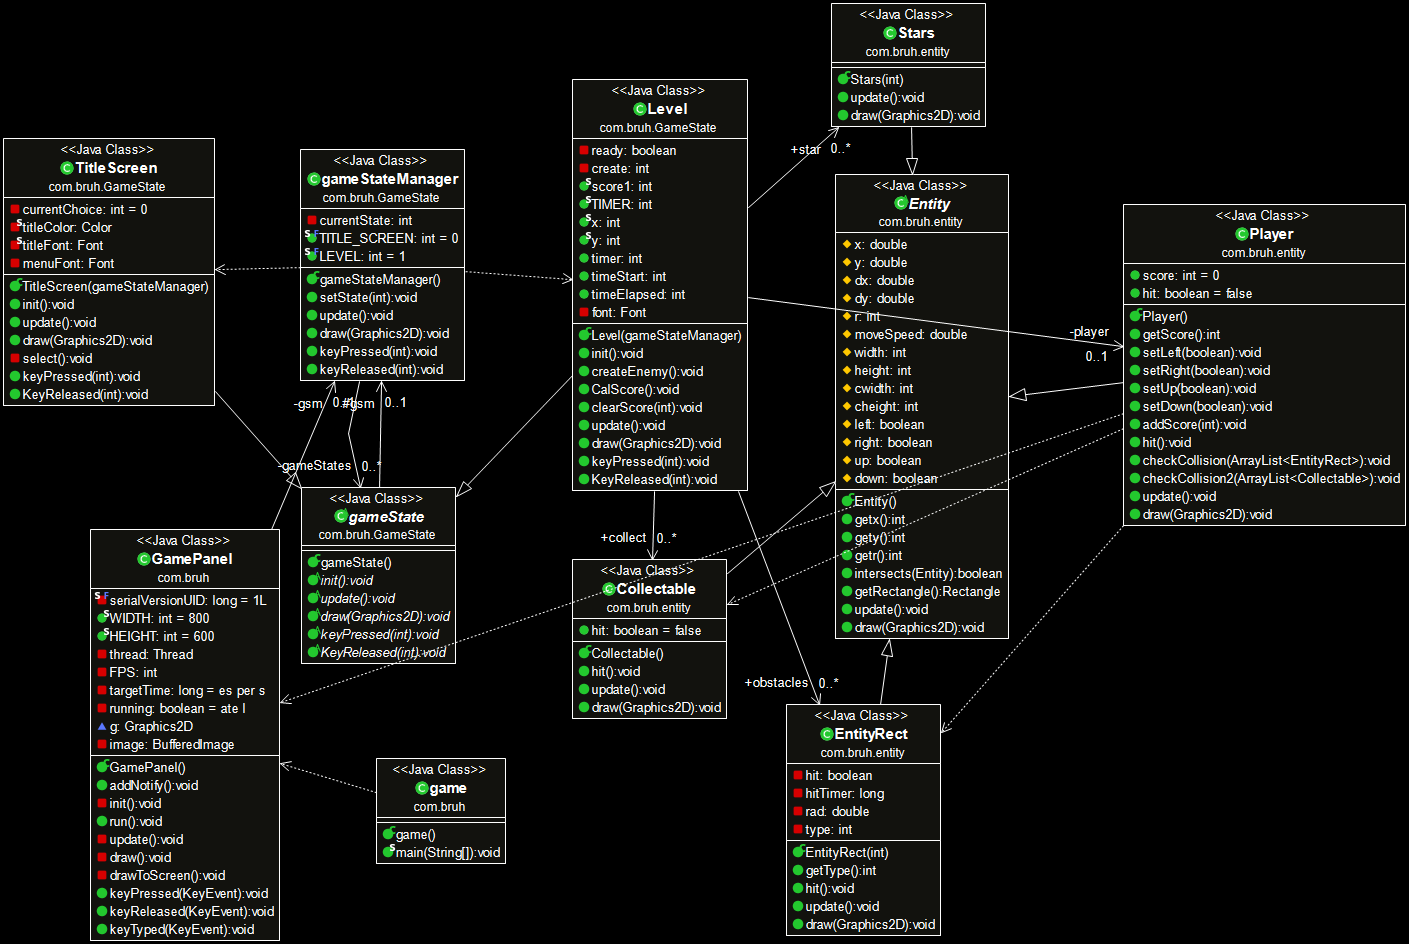 <<Java Class>>
Stars
com.bruh.entity
Stars(int)
update():void
draw(Graphics2D):void
<<Java Class>>
Level
com.bruh.GameState
ready: boolean
create: int
score1: int
TIMER: int
x: int
y: int
timer: int
timeStart: int
timeElapsed: int
font: Font
Level(gameStateManager)
init():void
createEnemy():void
CalScore():void
clearScore(int):void
update():void
draw(Graphics2D):void
keyPressed(int):void
KeyReleased(int):void
+star 0..*
<<Java Class>>
TitleScreen
com.bruh.GameState
currentChoice: int = 0
titleColor: Color
titleFont: Font
menuFont: Font
TitleScreen(gameStateManager)
init():void
update():void
draw(Graphics2D):void
select():void
keyPressed(int):void
KeyReleased(int):void
<<Java Class>>
gameStateManager
com.bruh.GameState
currentState: int
TITLE_SCREEN: int = 0
LEVEL: int = 1
gameStateManager()
setState(int):void
update():void
draw(Graphics2D):void
keyPressed(int):void
keyReleased(int):void
<<Java Class>>
Entity
com.bruh.entity
x: double
y: double
dx: double
dy: double
r: int
moveSpeed: double
width: int
height: int
cwidth: int
cheight: int
left: boolean
right: boolean
up: boolean
down: boolean
Entity()
getx():int
gety():int
getr():int
intersects(Entity):boolean
getRectangle():Rectangle
update():void
draw(Graphics2D):void
<<Java Class>>
Player
com.bruh.entity
score: int = 0
hit: boolean = false
Player()
getScore():int
setLeft(boolean):void
setRight(boolean):void
setUp(boolean):void
setDown(boolean):void
addScore(int):void
hit():void
checkCollision(ArrayList<EntityRect>):void
checkCollision2(ArrayList<Collectable>):void
update():void
draw(Graphics2D):void
-player
0..1
-gsm 0..1
#gsm 0..1
-gameStates 0..*
<<Java Class>>
gameState
com.bruh.GameState
gameState()
init():void
update():void
draw(Graphics2D):void
keyPressed(int):void
KeyReleased(int):void
<<Java Class>>
GamePanel
com.bruh
serialVersionUID: long = 1L
WIDTH: int = 800
HEIGHT: int = 600
thread: Thread
FPS: int
targetTime: long = es per s
running: boolean = ate l
g: Graphics2D
image: BufferedImage
GamePanel()
addNotify():void
init():void
run():void
update():void
draw():void
drawToScreen():void
keyPressed(KeyEvent):void
keyReleased(KeyEvent):void
keyTyped(KeyEvent):void
+collect 0..*
<<Java Class>>
Collectable
com.bruh.entity
hit: boolean = false
Collectable()
hit():void
update():void
draw(Graphics2D):void
+obstacles 0..*
<<Java Class>>
EntityRect
com.bruh.entity
hit: boolean
hitTimer: long
rad: double
type: int
EntityRect(int)
getType():int
hit():void
update():void
draw(Graphics2D):void
<<Java Class>>
game
com.bruh
game()
main(String[]):void